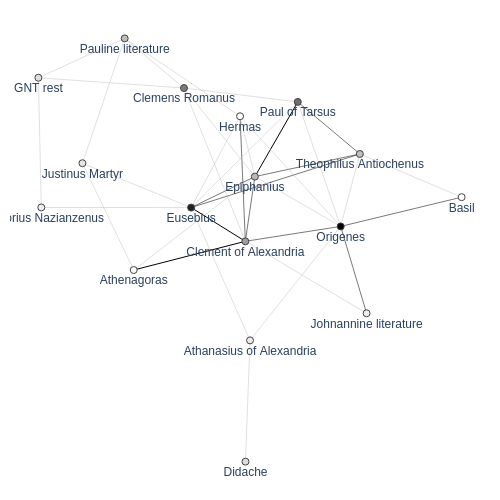 Pauline literature
GNT rest
Clemens Romanus
Paul of Tarsus
Hermas
Theophilus Antiochenus
Justinus Martyr
Epiphanius
Basil
orius Nazianzenus
Eusebius
Origenes
Clement of Alexandria
Athenagoras
Johnannine literature
Athanasius of Alexandria
Didache